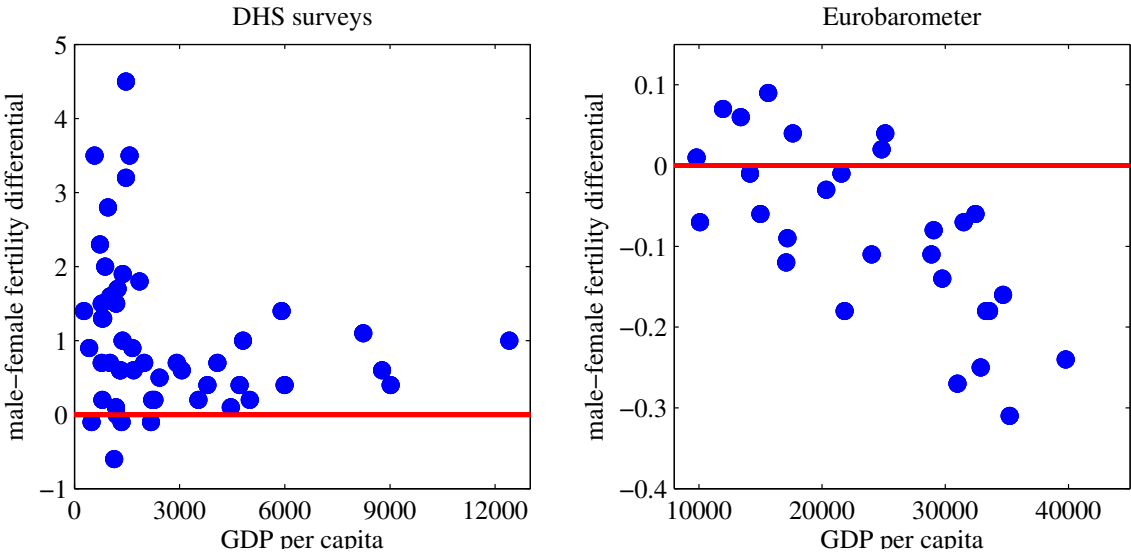 DHS surveys
5
4
3
2
1
0
−1
male−female fertility differential
0 3000 6000 9000 12000
GDP per capita
Eurobarometer
0.1
0
−0.1
−0.2
−0.3
−0.4
male−female fertility differential
10000 20000 30000 40000
GDP per capita